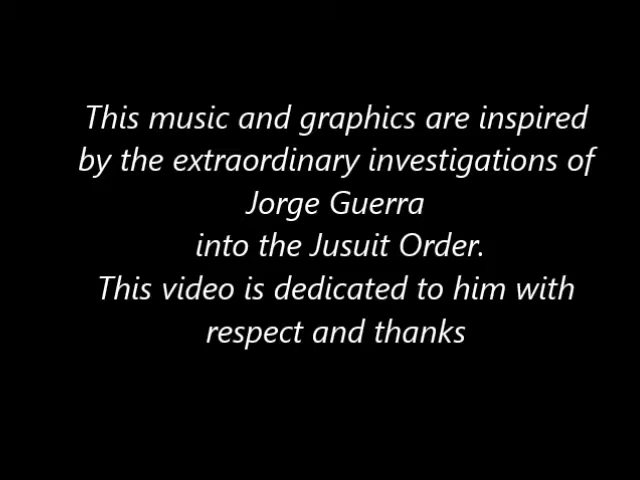 This music and graphics are inspired
by the extraordinary investigations of
Jorge Guerra
into the Jusuit Order.
This video is dedicated to him with
respect and thanks